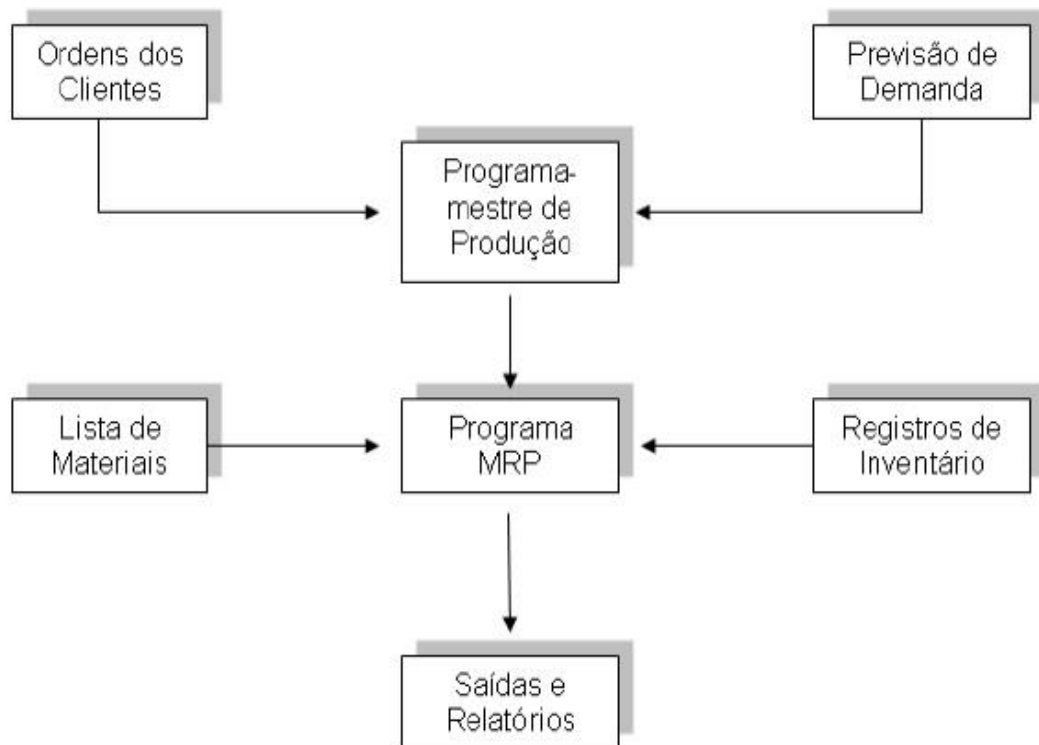 Ordens dos
Clientes
Previsão de
Demanda
Programa-
mestre de
Produção
Lista de
Materiais
Programa
MRP
Registros de
Inventário
Saídas e
Relatórios